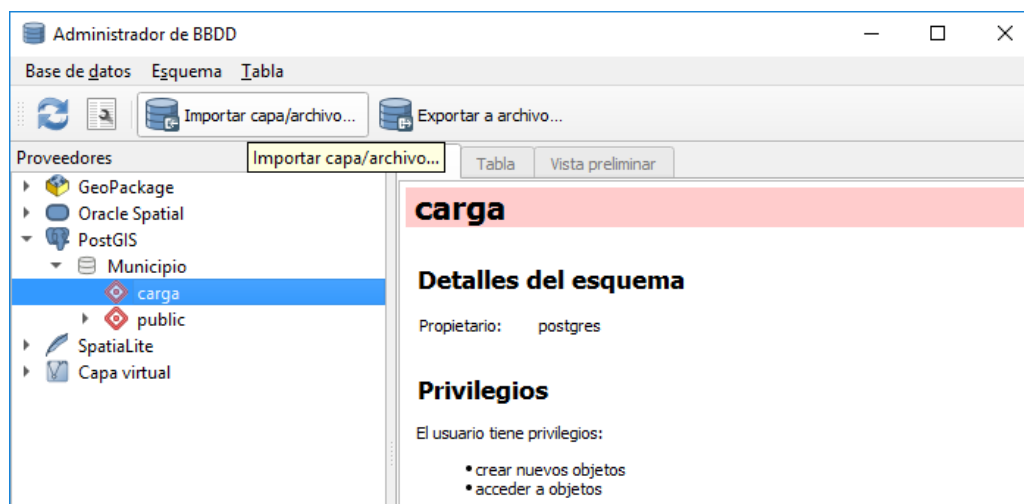 Administrador de BBDD
Base de datos Esquema Tabla
Importar capa/archivo... Exportar a archivo...
Proveedores
Importar capa/archivo...
Tabla Vista preliminar
GeoPackage
Oracle Spatial
PostGIS
Municipio
carga
public
SpatiaLite
Capa virtual
carga
Detalles del esquema
Propietario: postgres
Privilegios
El usuario tiene privilegios:
• crear nuevos objetos
• acceder a objetos